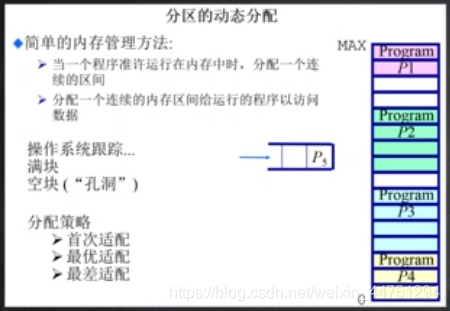 分区的动态分配
简单的内存管理方法:
当一个程序准许运行在内存中时，分配一个连
续的区间
分配一个连续的内存区间给运行的程序以访问
数据
操作系统跟踪...
满块
空块 (“孔洞”)
分配策略
首次适配
最优适配
最差适配
P5
MAX
Program
P1
Program
P2
Program
P3
Program
P4
0
https://blog.csdn.net/weixin_44751294